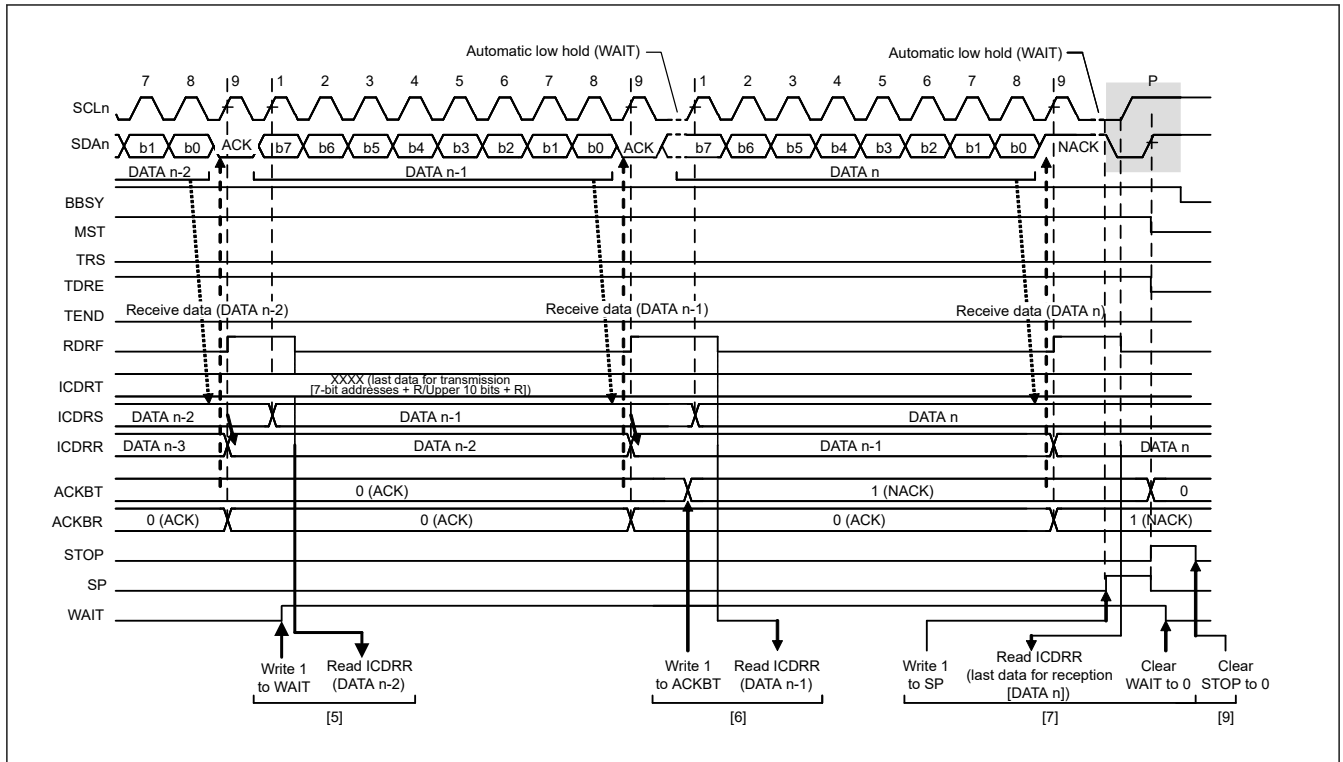 Automatic low hold (WAIT)
Automatic low hold (WAIT)
7 8 9 1 2 3 4 5 6 7 8 9 1 2 3 4 5 6 7 8 9 P
SCLn
SDAn b1 b0 ACK b7 b6 b5 b4 b3 b2 b1 b0 ACK b7 b6 b5 b4 b3 b2 b1 b0 NACK
DATA n-2 DATA n-1 DATA n
BBSY
MST
TRS
TDRE
Receive data (DATA n-2) Receive data (DATA n-1) Receive data (DATA n)
TEND
RDRF
XXXX (last data for transmission
[7-bit addresses + R/Upper 10 bits + R])
ICDRT
ICDRS DATA n-2 DATA n-1 DATA n
ICDRR DATA n-3 DATA n-2 DATA n-1 DATA n
ACKBT 0 (ACK) 1 (NACK) 0
ACKBR 0 (ACK) 0 (ACK) 0 (ACK) 1 (NACK)
STOP
SP
WAIT
Write 1
to WAIT
Read ICDRR
(DATA n-2)
Write 1
to ACKBT
Read ICDRR
(DATA n-1)
Write 1
to SP
Read ICDRR
(last data for reception
[DATA n])
Clear
WAIT to 0
Clear
STOP to 0
[5] [6] [7] [9]